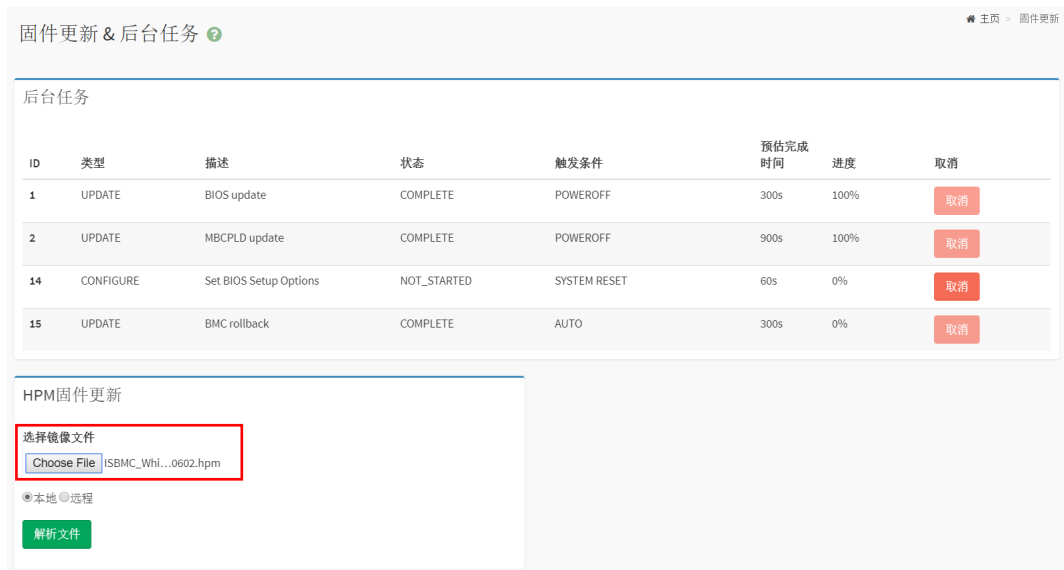 固件更新 & 后台任务
主页 > 固件更新
后台任务
ID 类型 描述 状态 触发条件 预估完成时间 进度 取消
1 UPDATE BIOS update COMPLETE POWEROFF 300s 100% 取消
2 UPDATE MBCPLD update COMPLETE POWEROFF 900s 100% 取消
14 CONFIGURE Set BIOS Setup Options NOT_STARTED SYSTEM RESET 60s 0% 取消
15 UPDATE BMC rollback COMPLETE AUTO 300s 0% 取消
HPM固件更新
选择镜像文件
Choose File ISBMC_Whi…0602.hpm
本地 远程
解析文件